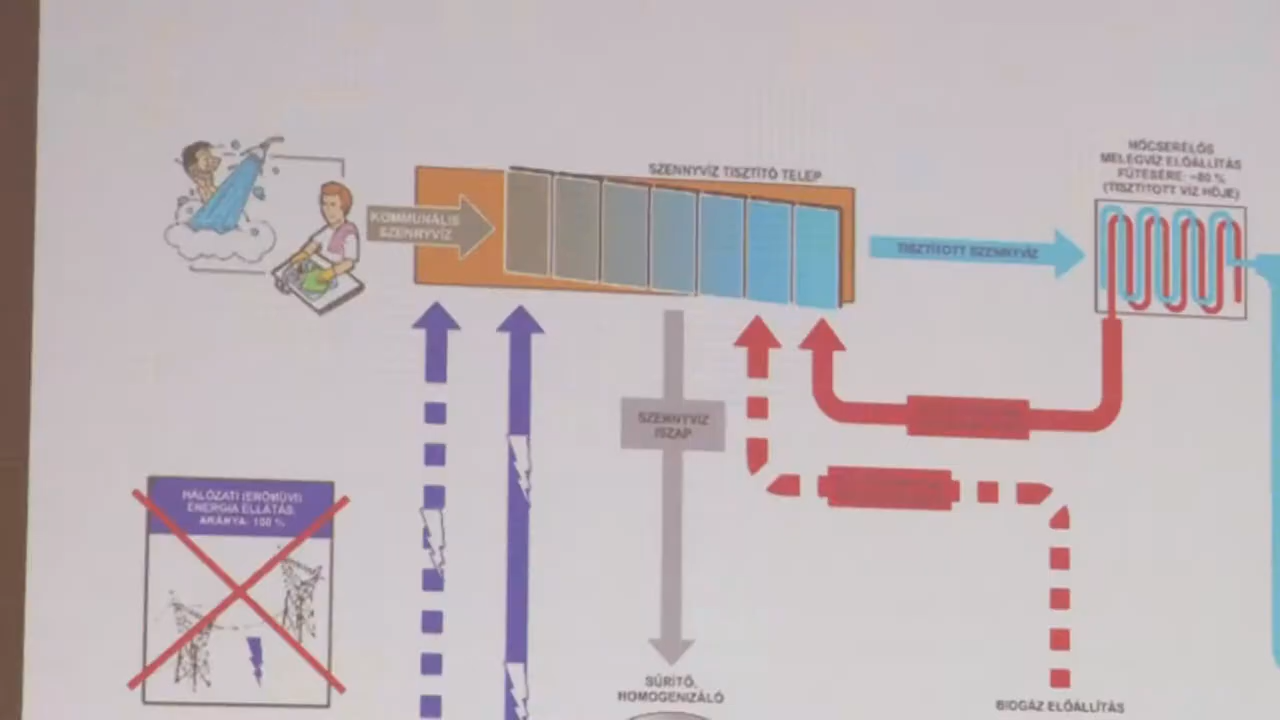 SZENNYVÍZ TISZTÍTÓ TELEP
HŐCSERÉLŐS
MELEGVÍZ ELŐÁLLÍTÁS
FŰTÉSÉRE: ~80 %
(TISZTÍTOTT VÍZ HŐJE)
KOMMUNÁLIS
SZENNYVÍZ
TISZTÍTOTT SZENNYVÍZ
SZENNYVÍZ
ISZAP
HÁLÓZATI (ERŐMŰVI)
ENERGIA ELLÁTÁS,
ARÁNYA: 100 %
SŰRÍTŐ,
HOMOGENIZÁLÓ
BIOGÁZ ELŐÁLLÍTÁS